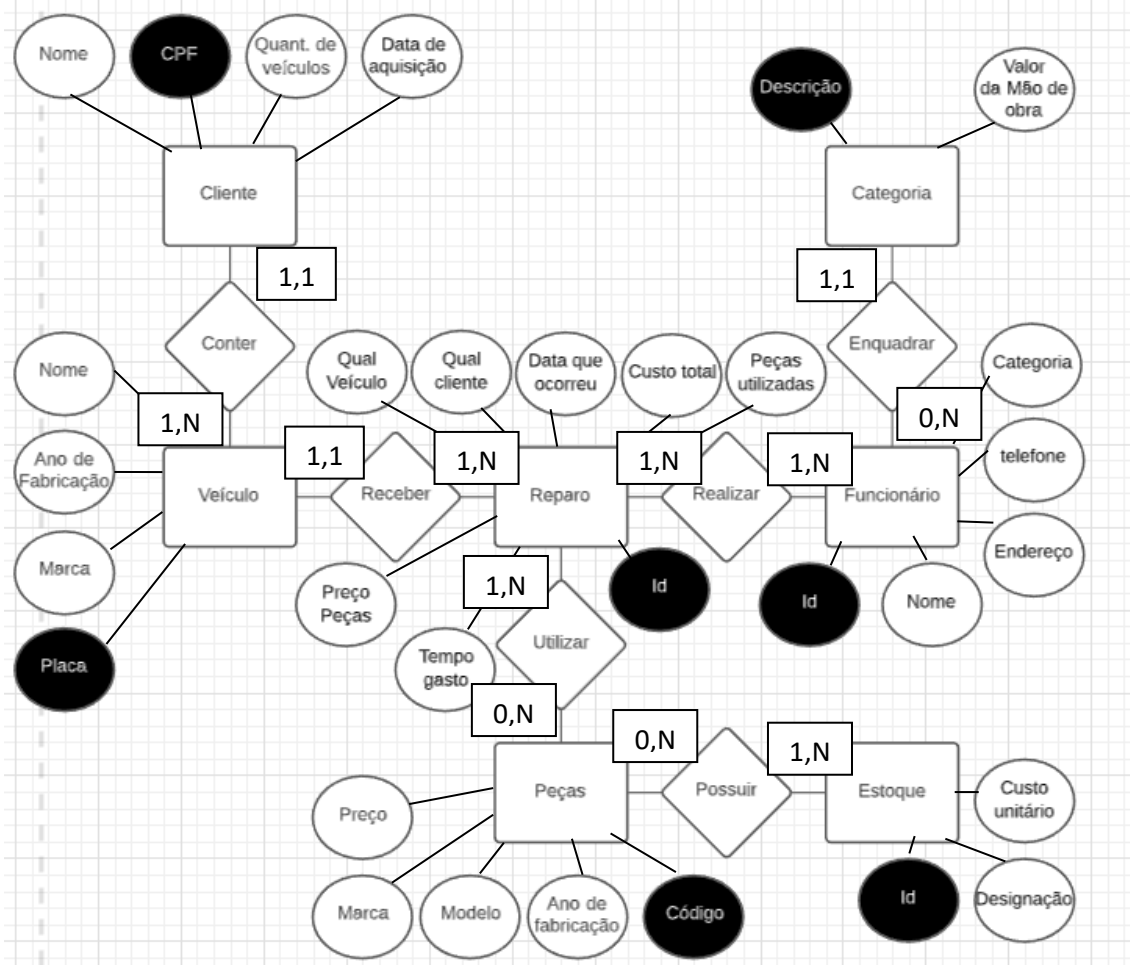 Nome
CPF
Quant. de
veículos
Data de
aquisição
Descrição
Valor
da Mão de
obra
Cliente
Categoria
1,1
1,1
Conter
Enquadrar
Nome
Qual
Veículo
Qual
cliente
Data que
ocorreu
Custo total
Peças
utilizadas
Categoria
1,N
0,N
Ano de
Fabricação
Veículo
1,1
Receber
1,N
Reparo
1,N
Realizar
1,N
Funcionário
telefone
Marca
Endereço
Preço
Peças
1,N
Id
Id
Nome
Placa
Tempo
gasto
Utilizar
0,N
0,N
1,N
Preço
Peças
Possuir
Estoque
Custo
unitário
Marca
Modelo
Ano de
fabricação
Código
Id
Designação